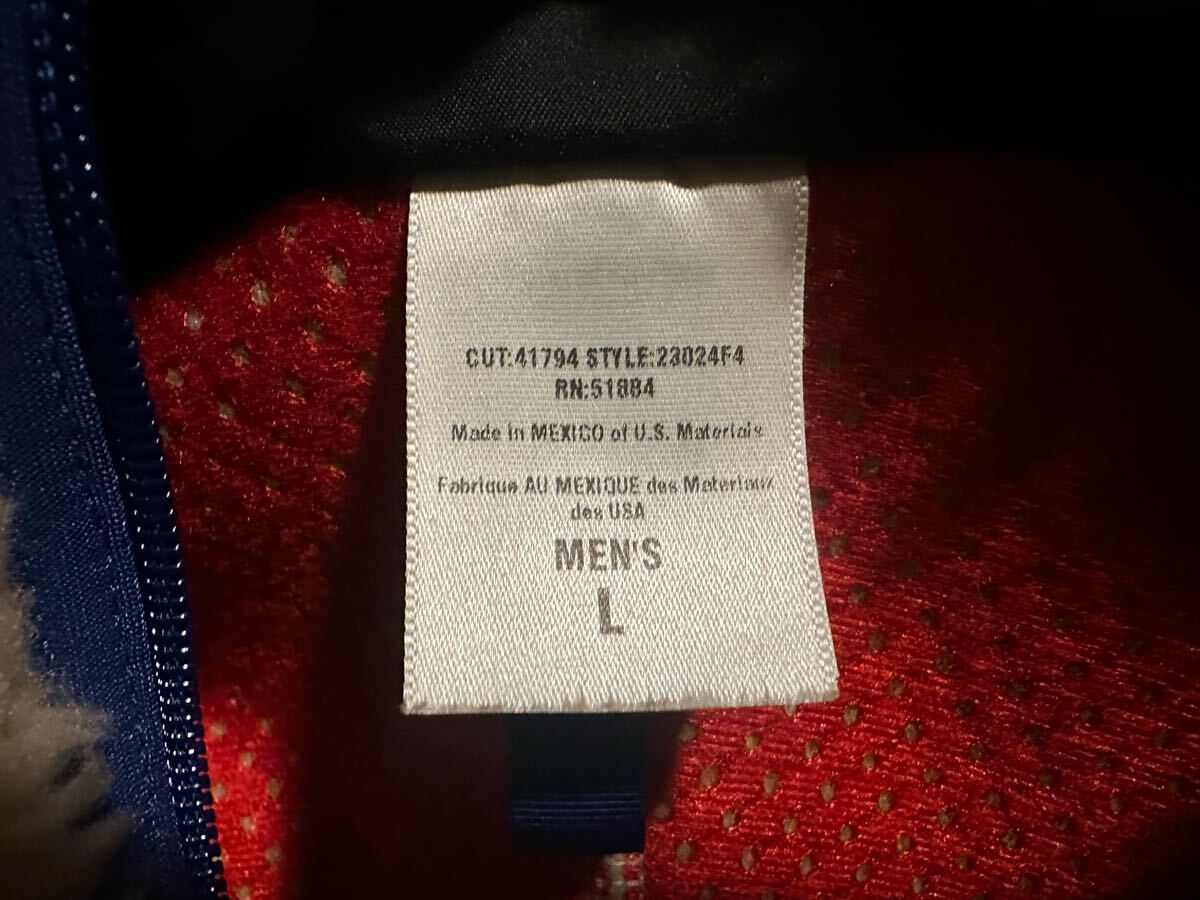 CUT:41794 STYLE:23024F4
RN:51884
Made in MEXICO of U.S. Materials
Fabrique AU MEXIQUE des Materiaux
des USA
MEN'S
L